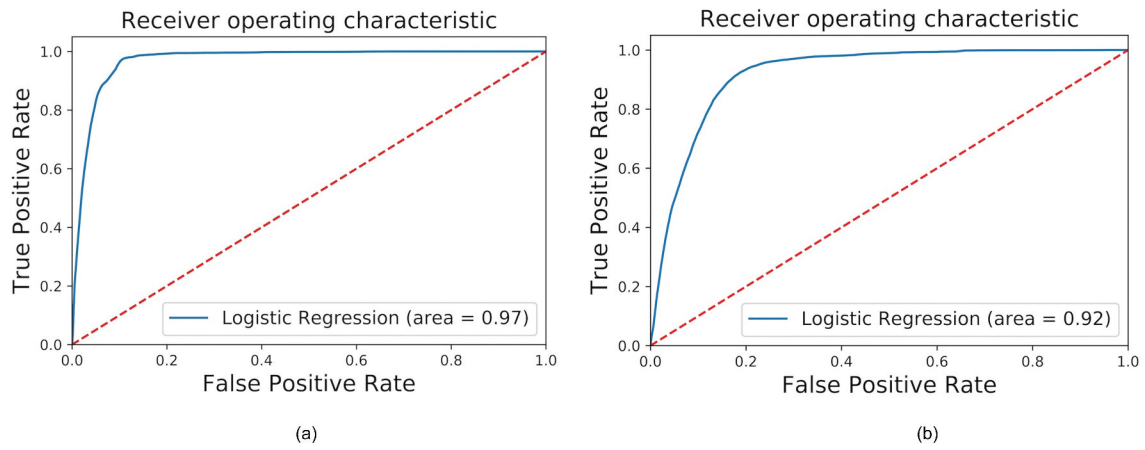 Receiver operating characteristic
1.0
0.8
0.6
0.4
0.2
0.0
True Positive Rate
Logistic Regression (area = 0.97)
0.0 0.2 0.4 0.6 0.8 1.0
False Positive Rate
(a)
Receiver operating characteristic
1.0
0.8
0.6
0.4
0.2
0.0
True Positive Rate
Logistic Regression (area = 0.92)
0.0 0.2 0.4 0.6 0.8 1.0
False Positive Rate
(b)